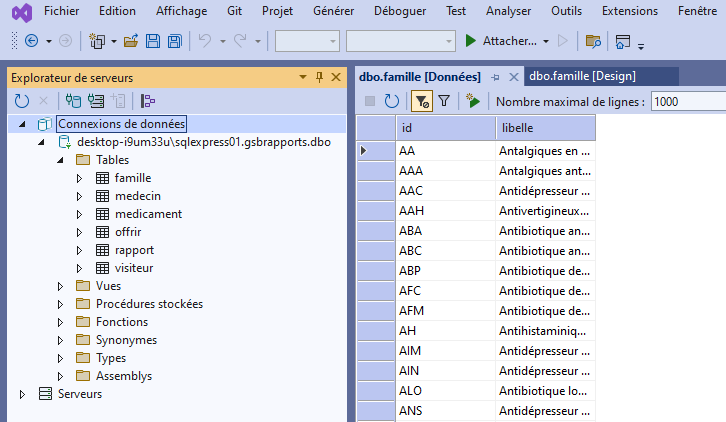 Fichier Edition Affichage Git Projet Générer Déboguer Test Analyser Outils Extensions Fenêtre
Attacher...
Explorateur de serveurs
Connexions de données
desktop-i9um33u\sqlexpress01.gsbrapports.dbo
Tables
famille
medecin
medicament
offrir
rapport
visiteur
Vues
Procédures stockées
Fonctions
Synonymes
Types
Assemblys
Serveurs
dbo.famille [Données] dbo.famille [Design]
Nombre maximal de lignes : 1000
id libelle
AA Antalgiques en ...
AAA Antalgiques ant...
AAC Antidépresseur ...
AAH Antivertigineux...
ABA Antibiotique an...
ABC Antibiotique an...
ABP Antibiotique de...
AFC Antibiotique de...
AFM Antibiotique de...
AH Antihistaminiq...
AIM Antidépresseur ...
AIN Antidépresseur ...
ALO Antibiotique lo...
ANS Antidépresseur ...